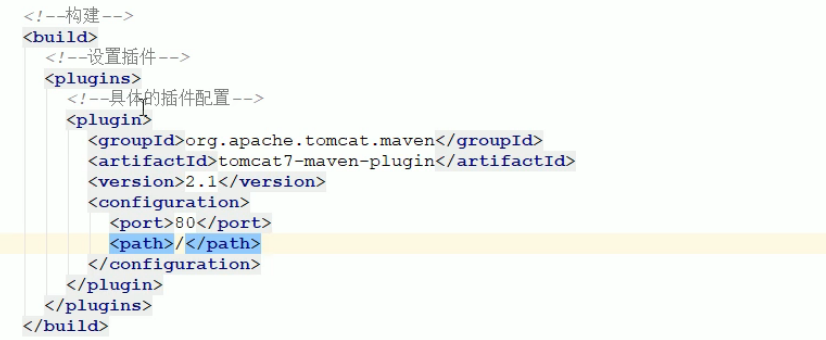 <!--构建-->
<build>
<!--设置插件-->
<plugins>
<!--具体的插件配置-->
<plugin>
<groupId>org.apache.tomcat.maven</groupId>
<artifactId>tomcat7-maven-plugin</artifactId>
<version>2.1</version>
<configuration>
<port>80</port>
<path>/</path>
</configuration>
</plugin>
</plugins>
</build>